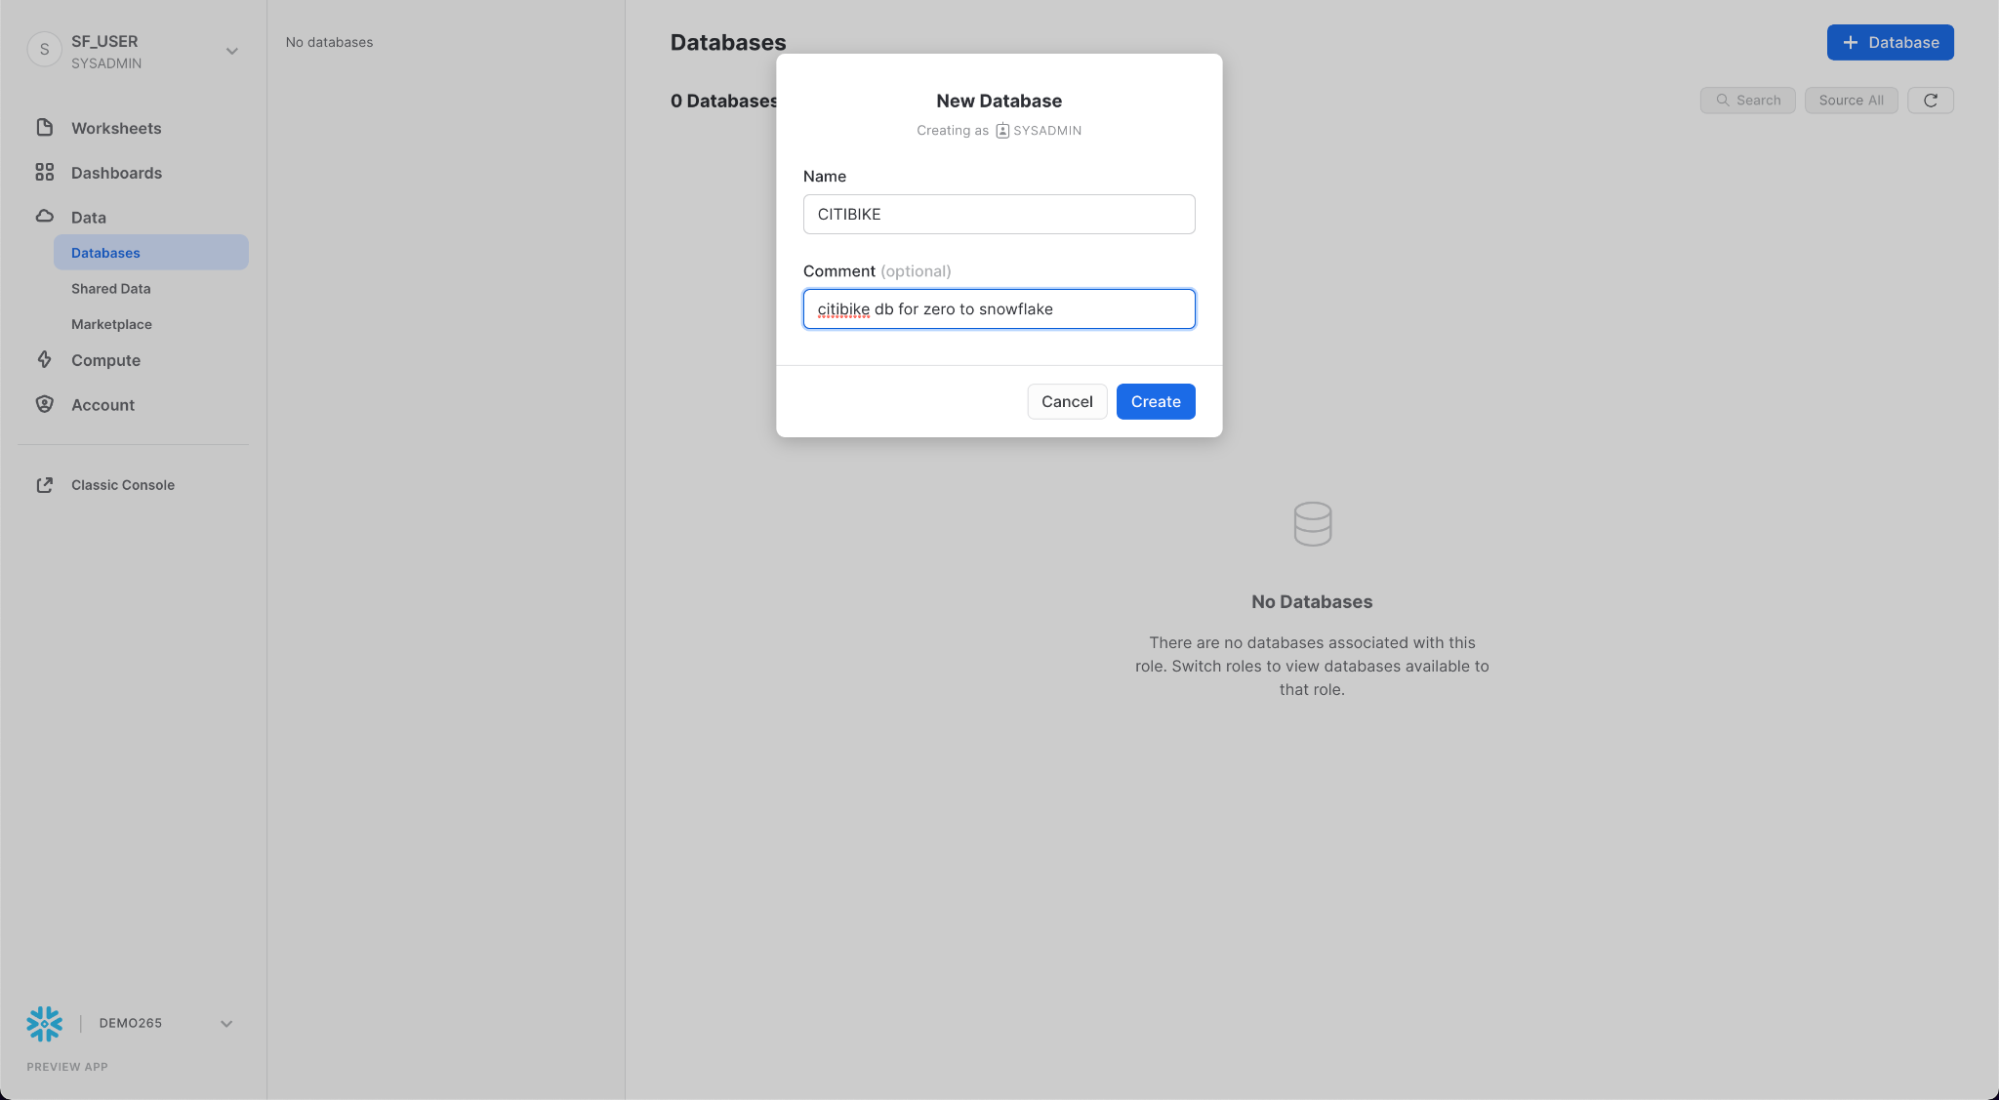 S
SF_USER
SYSADMIN
Worksheets
Dashboards
Data
Databases
Shared Data
Marketplace
Compute
Account
Classic Console
DEMO265
PREVIEW APP
No databases
Databases
+ Database
0 Databases
Search
Source All
New Database
Creating as SYSADMIN
Name
CITIBIKE
Comment (optional)
citibike db for zero to snowflake
Cancel
Create
No Databases
There are no databases associated with this
role. Switch roles to view databases available to
that role.